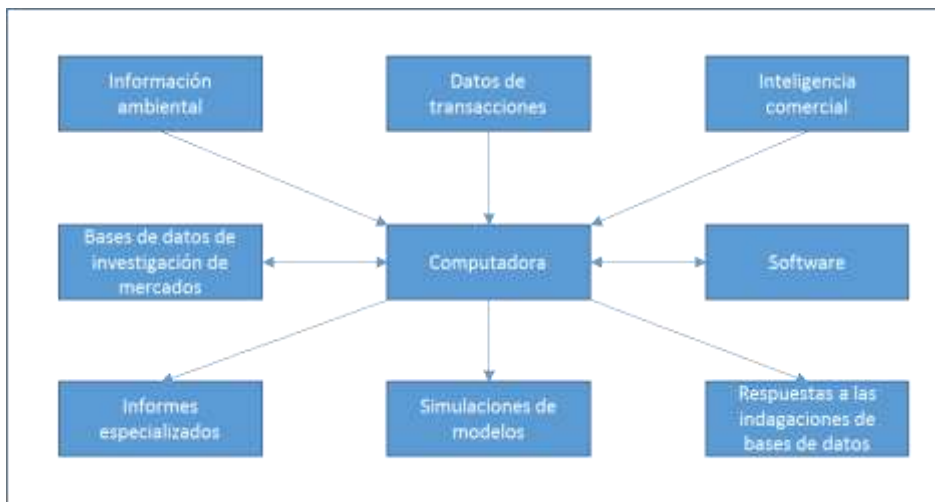 Información
ambiental
Datos de
transacciones
Inteligencia
comercial
Bases de datos de
investigación de
mercados
Computadora
Software
Informes
especializados
Simulaciones de
modelos
Respuestas a las
indagaciones de
bases de datos